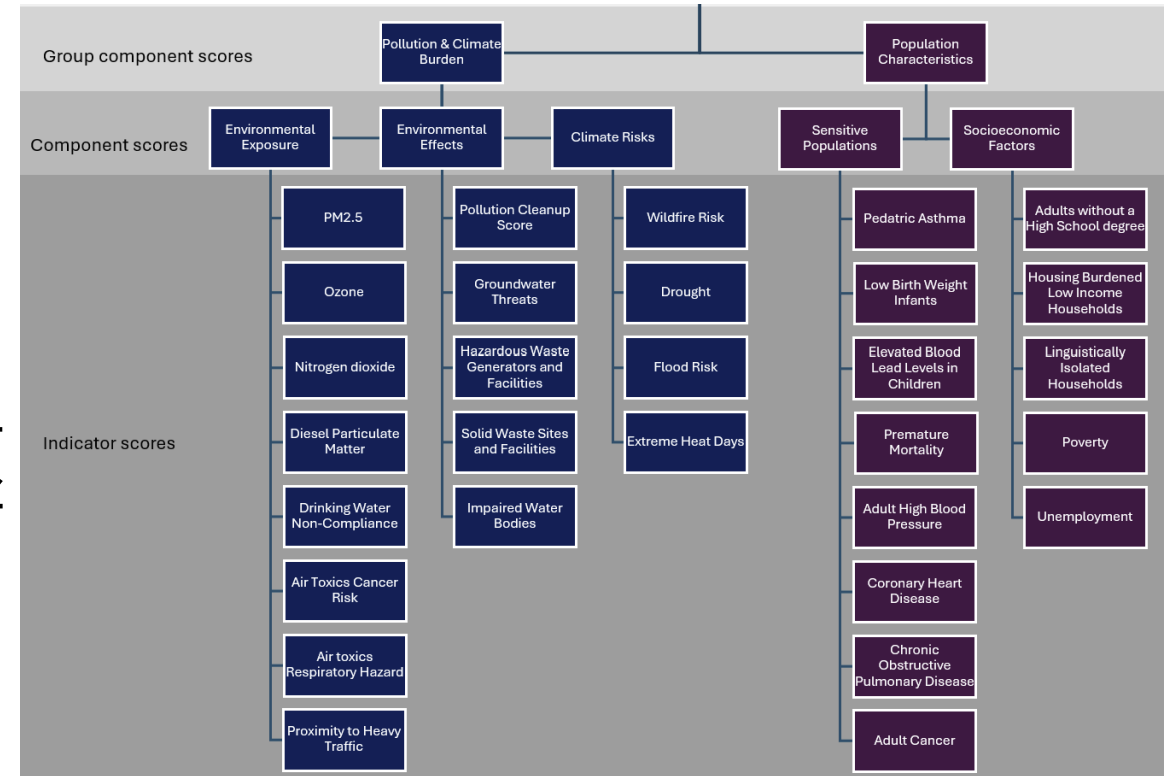 Group component scores
Pollution & Climate
Burden
Population
Characteristics
Component scores
Environmental
Exposure
Environmental
Effects
Climate Risks
Sensitive
Populations
Socioeconomic
Factors
Indicator scores
PM2.5
Ozone
Nitrogen dioxide
Diesel Particulate
Matter
Drinking Water
Non-Compliance
Air Toxics Cancer
Risk
Air toxics
Respiratory Hazard
Proximity to Heavy
Traffic
Pollution Cleanup
Score
Groundwater
Threats
Hazardous Waste
Generators and
Facilities
Solid Waste Sites
and Facilities
Impaired Water
Bodies
Wildfire Risk
Drought
Flood Risk
Extreme Heat Days
Pedatric Asthma
Low Birth Weight
Infants
Elevated Blood
Lead Levels in
Children
Premature
Mortality
Adult High Blood
Pressure
Coronary Heart
Disease
Chronic
Obstructive
Pulmonary Disease
Adult Cancer
Adults without a
High School degree
Housing Burdened
Low Income
Households
Linguistically
Isolated
Households
Poverty
Unemployment